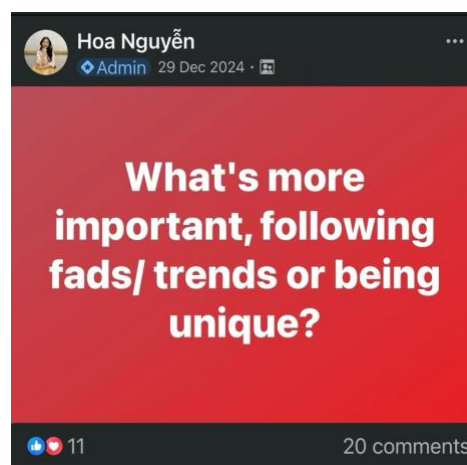 Hoa Nguyễn
Admin 29 Dec 2024 ·
What's more
important, following
fads/ trends or being
unique?
11 20 comments